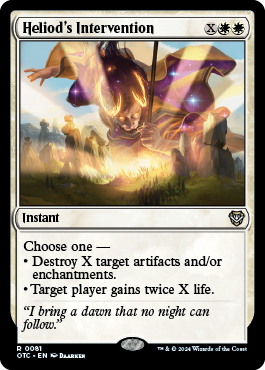 Heliod's Intervention XWW
Instant
Choose one —
• Destroy X target artifacts and/or
enchantments.
• Target player gains twice X life.
"I bring a dawn that no night can
follow."
R 0081
OTC • EN DAARKEN
™ & © 2024 Wizards of the Coast